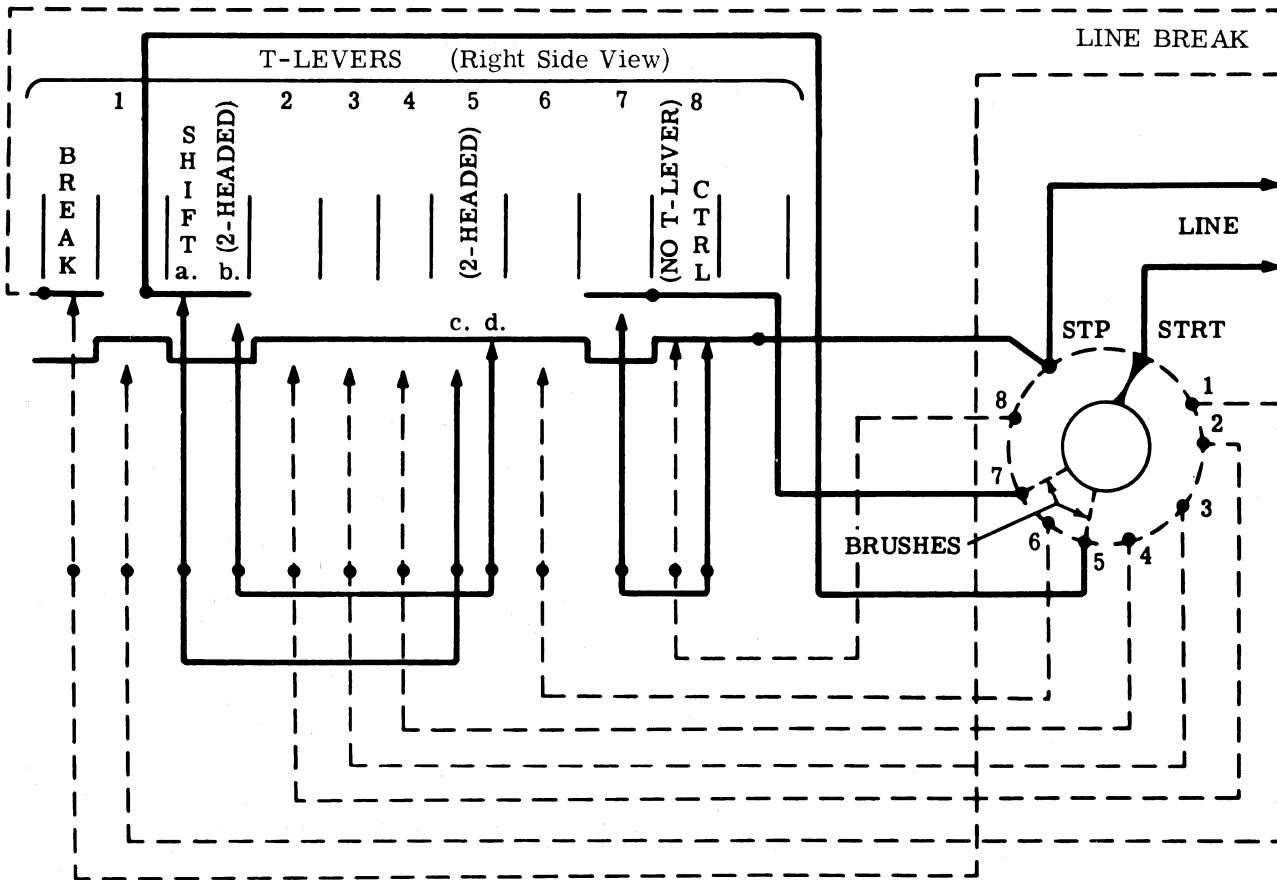 LINE BREAK
T-LEVERS (Right Side View)
1 2 3 4 5 6 7 8
BREAK
SHIFT
a. b.
(2-HEADED)
(2-HEADED)
(NO T-LEVER)
CTRL
LINE
c. d.
STP STRT
1
2
3
4
5
6
7
8
BRUSHES